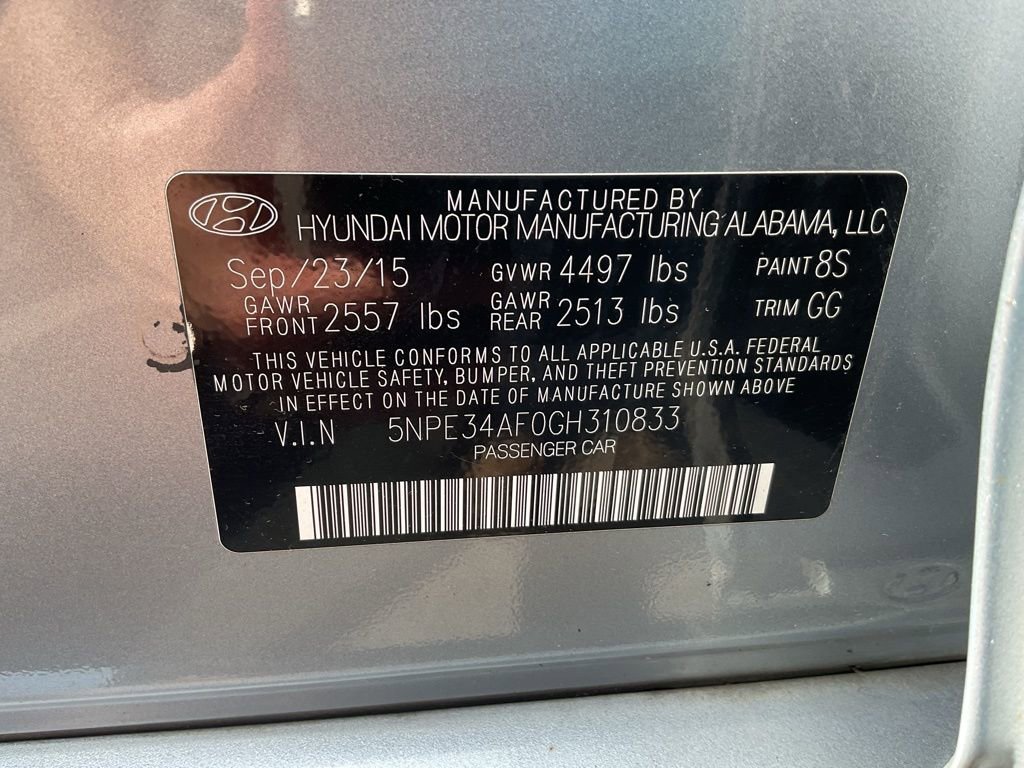 MANUFACTURED BY
HYUNDAI MOTOR MANUFACTURING ALABAMA, LLC
Sep/23/15 GVWR 4497 lbs PAINT 8S
GAWR FRONT 2557 lbs GAWR REAR 2513 lbs TRIM GG
THIS VEHICLE CONFORMS TO ALL APPLICABLE U.S.A. FEDERAL
MOTOR VEHICLE SAFETY, BUMPER, AND THEFT PREVENTION STANDARDS
IN EFFECT ON THE DATE OF MANUFACTURE SHOWN ABOVE
V.I.N 5NPE34AF0GH310833
PASSENGER CAR